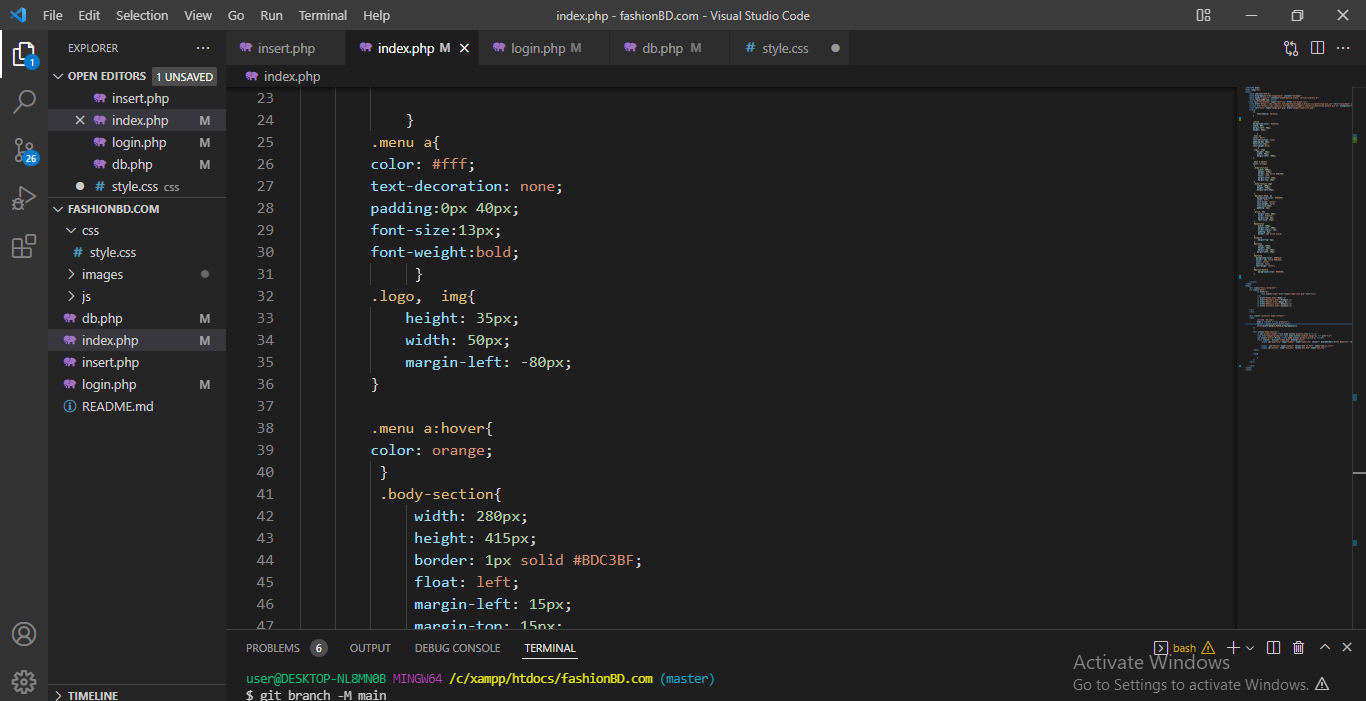 File Edit Selection View Go Run Terminal Help index.php - fashionBD.com - Visual Studio Code
EXPLORER
OPEN EDITORS 1 UNSAVED
insert.php
index.php M
login.php M
db.php M
style.css css
FASHIONBD.COM
css
style.css
images
js
db.php M
index.php M
insert.php
login.php M
README.md
TIMELINE
1
26
insert.php index.php M login.php M db.php M style.css
index.php
23
24 }
25 .menu a{
26 color: #fff;
27 text-decoration: none;
28 padding:0px 40px;
29 font-size:13px;
30 font-weight:bold;
31 }
32 .logo, img{
33 height: 35px;
34 width: 50px;
35 margin-left: -80px;
36 }
37
38 .menu a:hover{
39 color: orange;
40 }
41 .body-section{
42 width: 280px;
43 height: 415px;
44 border: 1px solid #BDC3BF;
45 float: left;
46 margin-left: 15px;
47 margin-top: 15px;
PROBLEMS 6 OUTPUT DEBUG CONSOLE TERMINAL bash
user@DESKTOP-NL8MN0B MINGW64 /c/xampp/htdocs/fashionBD.com (master)
$ git branch -M main
Activate Windows
Go to Settings to activate Windows.